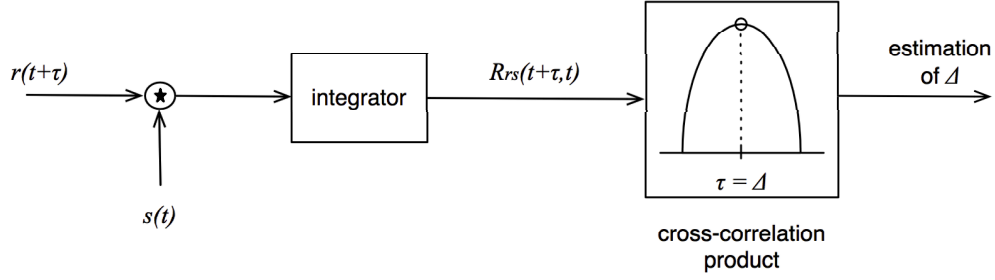 r(t+τ)
s(t)
integrator
Rrs(t+τ,t)
τ = Δ
cross-correlation
product
estimation
of Δ